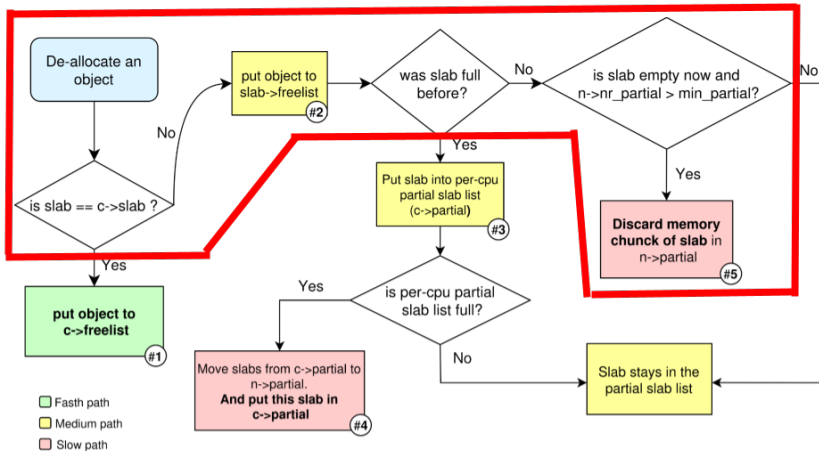 De-allocate an
object
put object to
slab->freelist
#2
was slab full
before?
No
is slab empty now and
n->nr_partial > min_partial?
No
No
is slab == c->slab ?
Yes
Put slab into per-cpu
partial slab list
(c->partial)
#3
Yes
Discard memory
chunck of slab in
n->partial
#5
Yes
put object to
c->freelist
#1
Yes
is per-cpu partial
slab list full?
Move slabs from c->partial to
n->partial.
And put this slab in
c->partial
#4
No
Slab stays in the
partial slab list
Fasth path
Medium path
Slow path